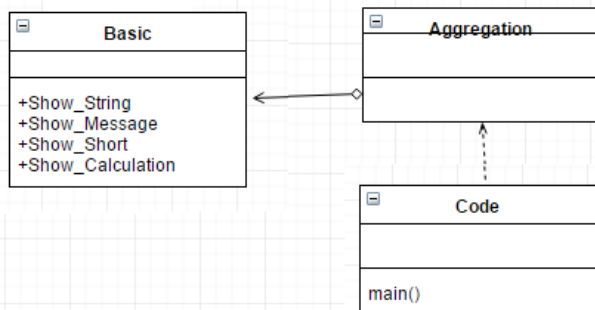 Basic
+Show_String
+Show_Message
+Show_Short
+Show_Calculation
Aggregation
Code
main()